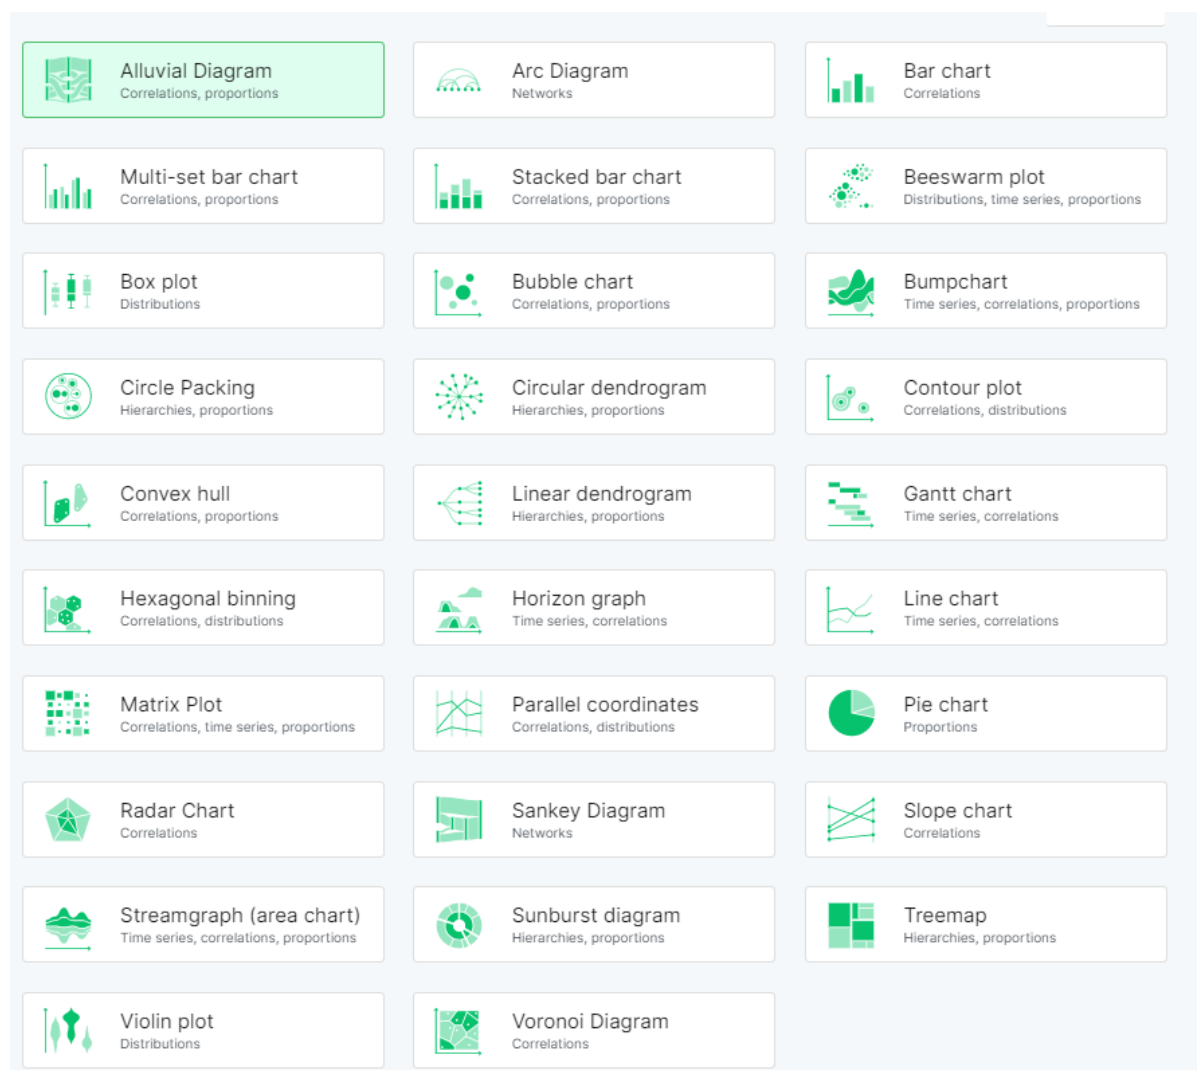 Alluvial Diagram
Correlations, proportions
Arc Diagram
Networks
Bar chart
Correlations
Multi-set bar chart
Correlations, proportions
Stacked bar chart
Correlations, proportions
Beeswarm plot
Distributions, time series, proportions
Box plot
Distributions
Bubble chart
Correlations, proportions
Bumpchart
Time series, correlations, proportions
Circle Packing
Hierarchies, proportions
Circular dendrogram
Hierarchies, proportions
Contour plot
Correlations, distributions
Convex hull
Correlations, proportions
Linear dendrogram
Hierarchies, proportions
Gantt chart
Time series, correlations
Hexagonal binning
Correlations, distributions
Horizon graph
Time series, correlations
Line chart
Time series, correlations
Matrix Plot
Correlations, time series, proportions
Parallel coordinates
Correlations, distributions
Pie chart
Proportions
Radar Chart
Correlations
Sankey Diagram
Networks
Slope chart
Correlations
Streamgraph (area chart)
Time series, correlations, proportions
Sunburst diagram
Hierarchies, proportions
Treemap
Hierarchies, proportions
Violin plot
Distributions
Voronoi Diagram
Correlations